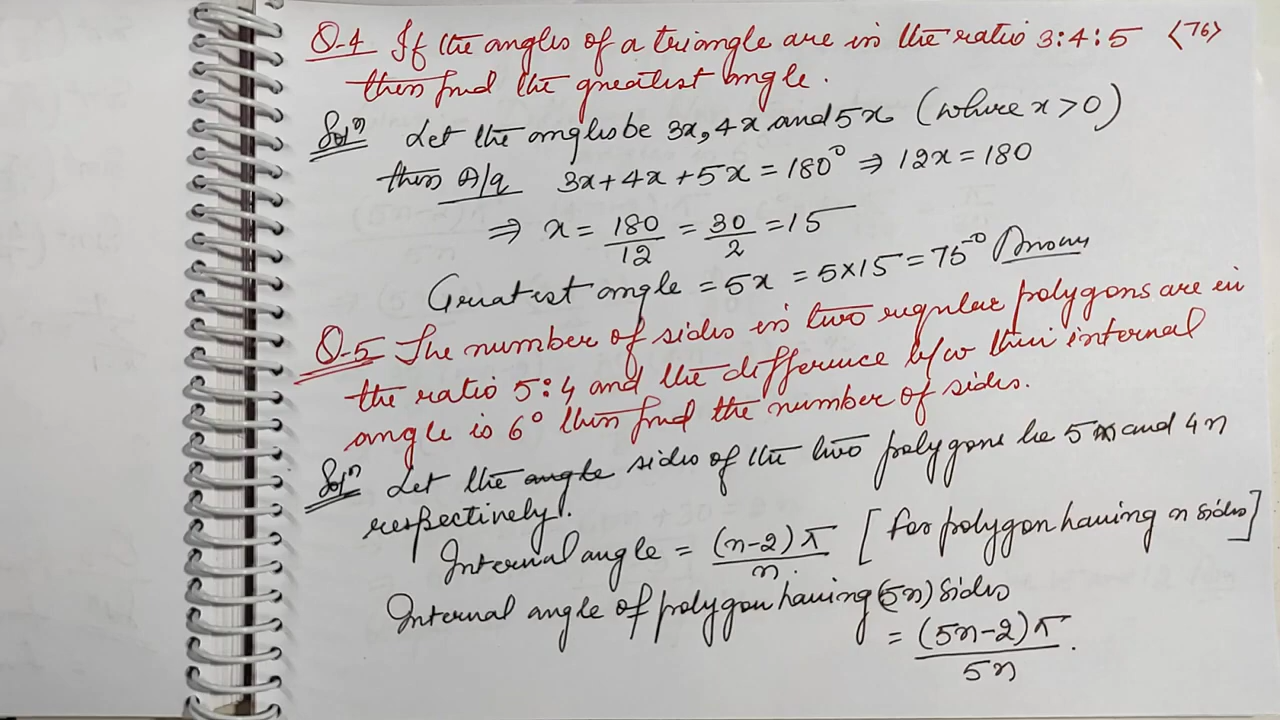 Q-4 If the angles of a triangle are in the ratio 3:4:5 <76>
then find the greatest angle.
Solⁿ Let the angles be 3x, 4x and 5x (where x > 0)
then A/q 3x+4x+5x = 180° ⇒ 12x = 180
⇒ x = 180/12 = 30/2 = 15
Greatest angle = 5x = 5×15 = 75° Answer
Q-5 The number of sides in two regular polygons are in
the ratio 5:4 and the difference b/w their internal
angle is 6° then find the number of sides.
Solⁿ Let the angle sides of the two polygons be 5n and 4n
respectively.
Internal angle = (n-2)π/n. [for polygon having n sides]
Internal angle of polygon having (5n) sides
= (5n-2)π/5n.